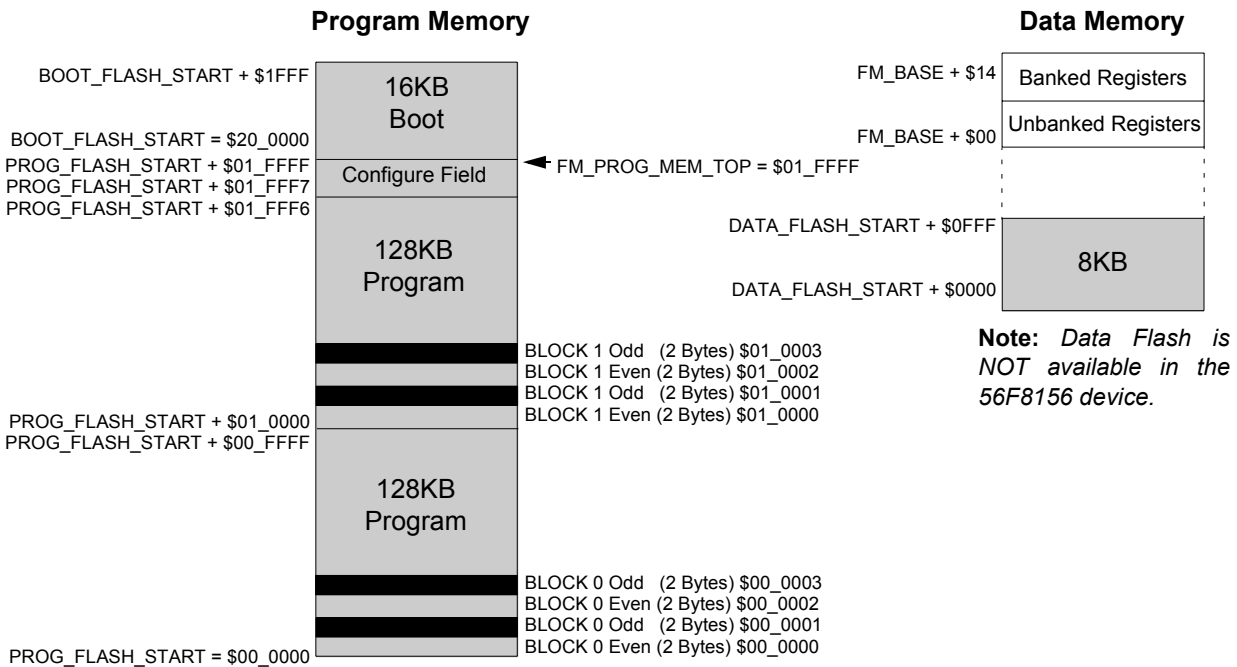 Program Memory
BOOT_FLASH_START + $1FFF
16KB
Boot
BOOT_FLASH_START = $20_0000
PROG_FLASH_START + $01_FFFF
FM_PROG_MEM_TOP = $01_FFFF
Configure Field
PROG_FLASH_START + $01_FFF7
PROG_FLASH_START + $01_FFF6
128KB
Program
BLOCK 1 Odd (2 Bytes) $01_0003
BLOCK 1 Even (2 Bytes) $01_0002
BLOCK 1 Odd (2 Bytes) $01_0001
BLOCK 1 Even (2 Bytes) $01_0000
PROG_FLASH_START + $01_0000
PROG_FLASH_START + $00_FFFF
128KB
Program
BLOCK 0 Odd (2 Bytes) $00_0003
BLOCK 0 Even (2 Bytes) $00_0002
BLOCK 0 Odd (2 Bytes) $00_0001
BLOCK 0 Even (2 Bytes) $00_0000
PROG_FLASH_START = $00_0000
Data Memory
FM_BASE + $14
Banked Registers
Unbanked Registers
FM_BASE + $00
DATA_FLASH_START + $0FFF
8KB
DATA_FLASH_START + $0000
Note: Data Flash is
NOT available in the
56F8156 device.